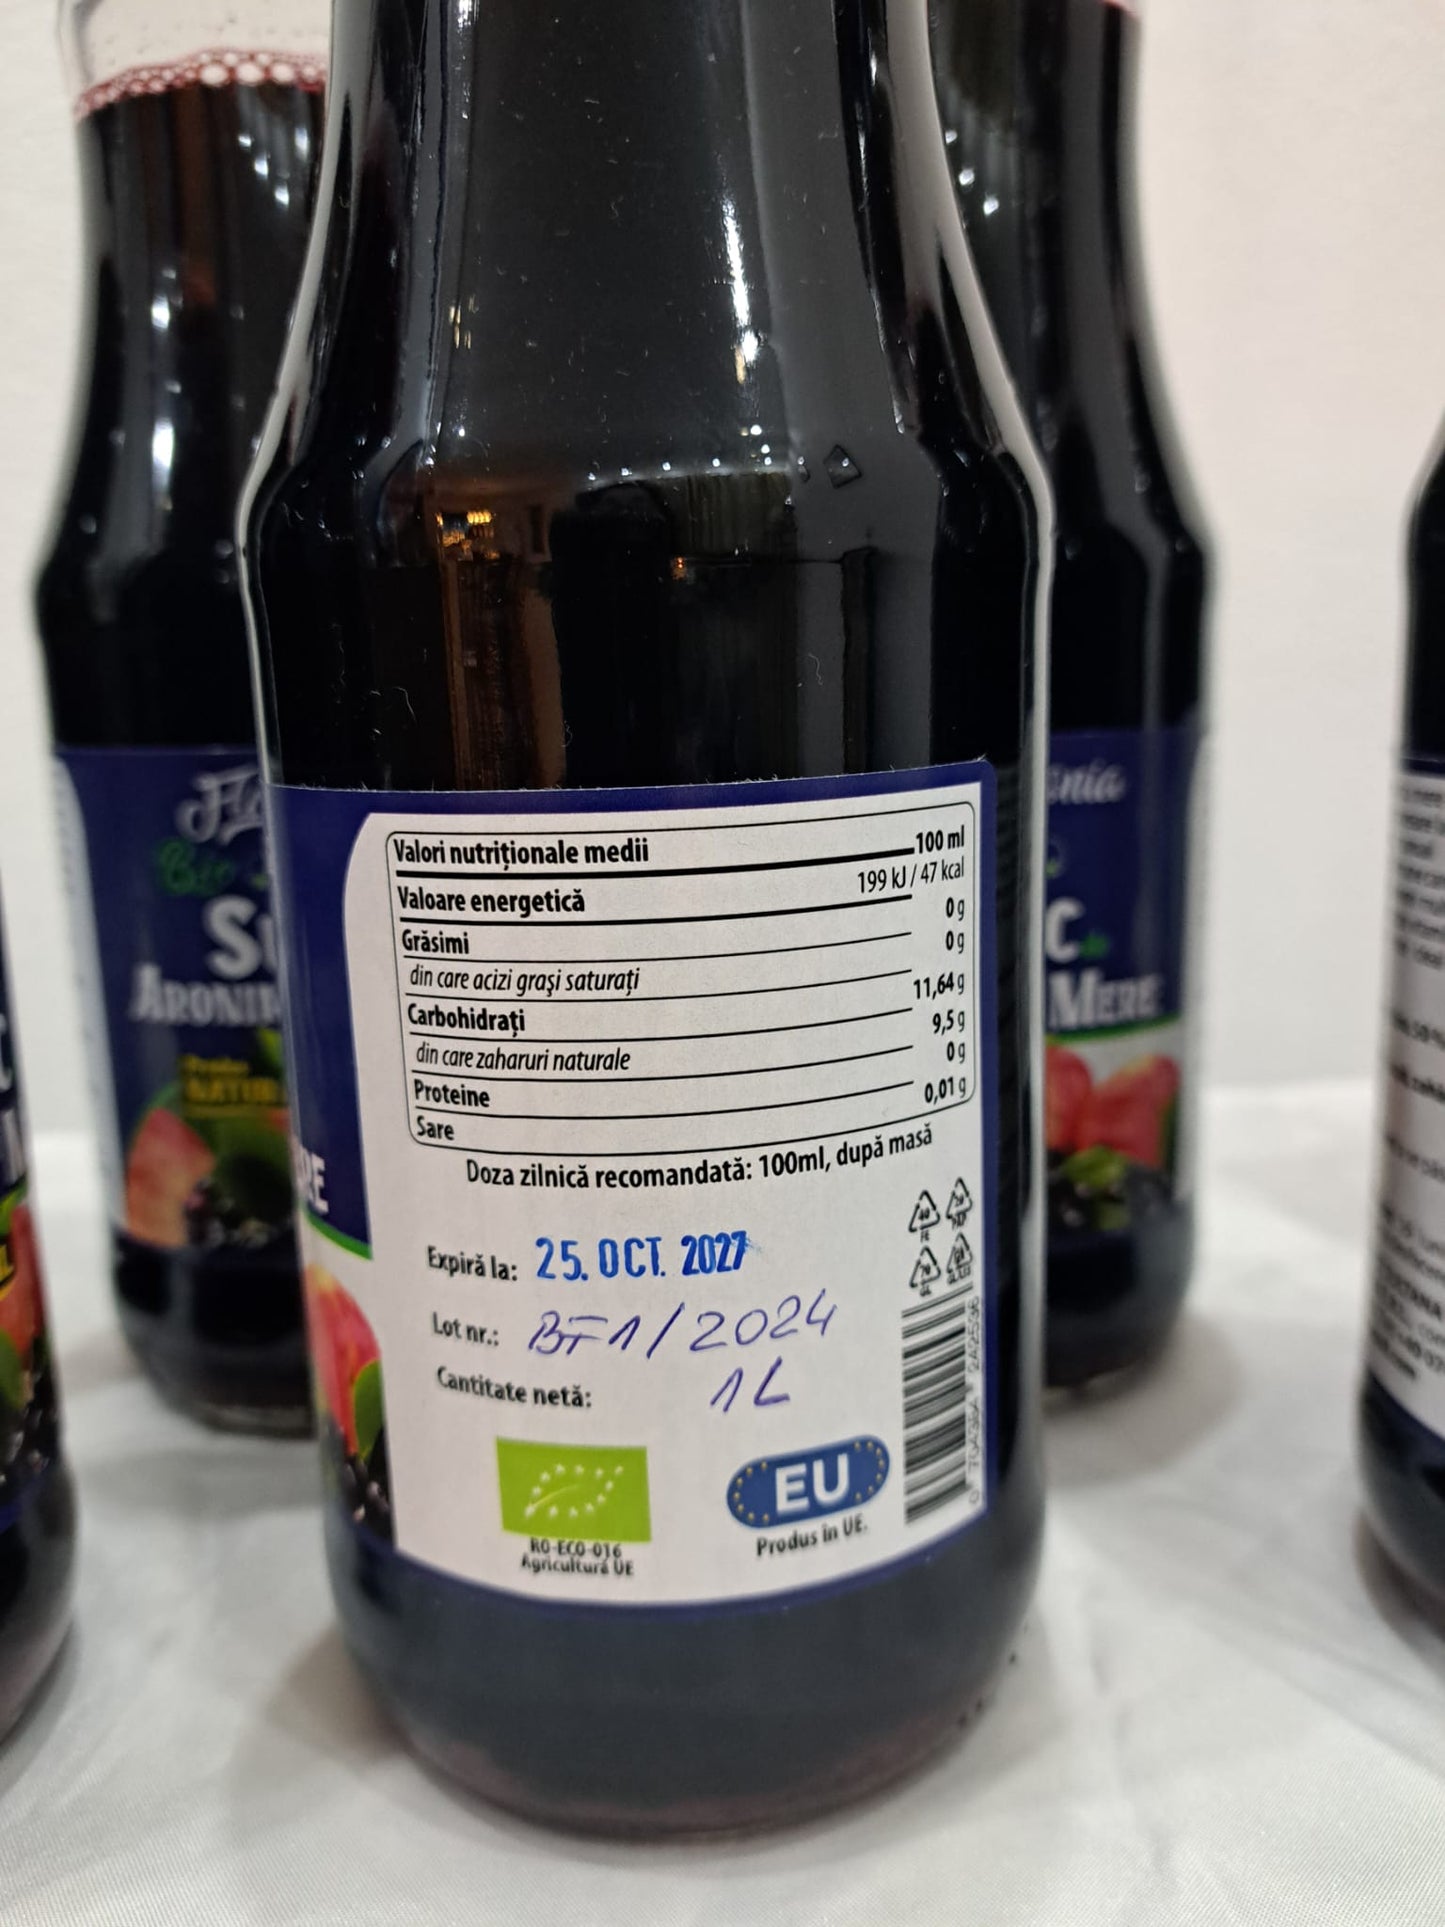 Valori nutriționale medii 100 ml
Valoare energetică 199 kJ / 47 kcal
Grăsimi 0 g
din care acizi grași saturați 0 g
Carbohidrați 11,64 g
din care zaharuri naturale 9,5 g
Proteine 0 g
Sare 0,01 g
Doza zilnică recomandată: 100ml, după masă
Expiră la: 25. OCT. 2027
Lot nr.: BF1/2024
Cantitate netă: 1L
RO-ECO-016
Agricultură UE
EU
Produs în UE.
Bio
ARONI
NATUR
MERE